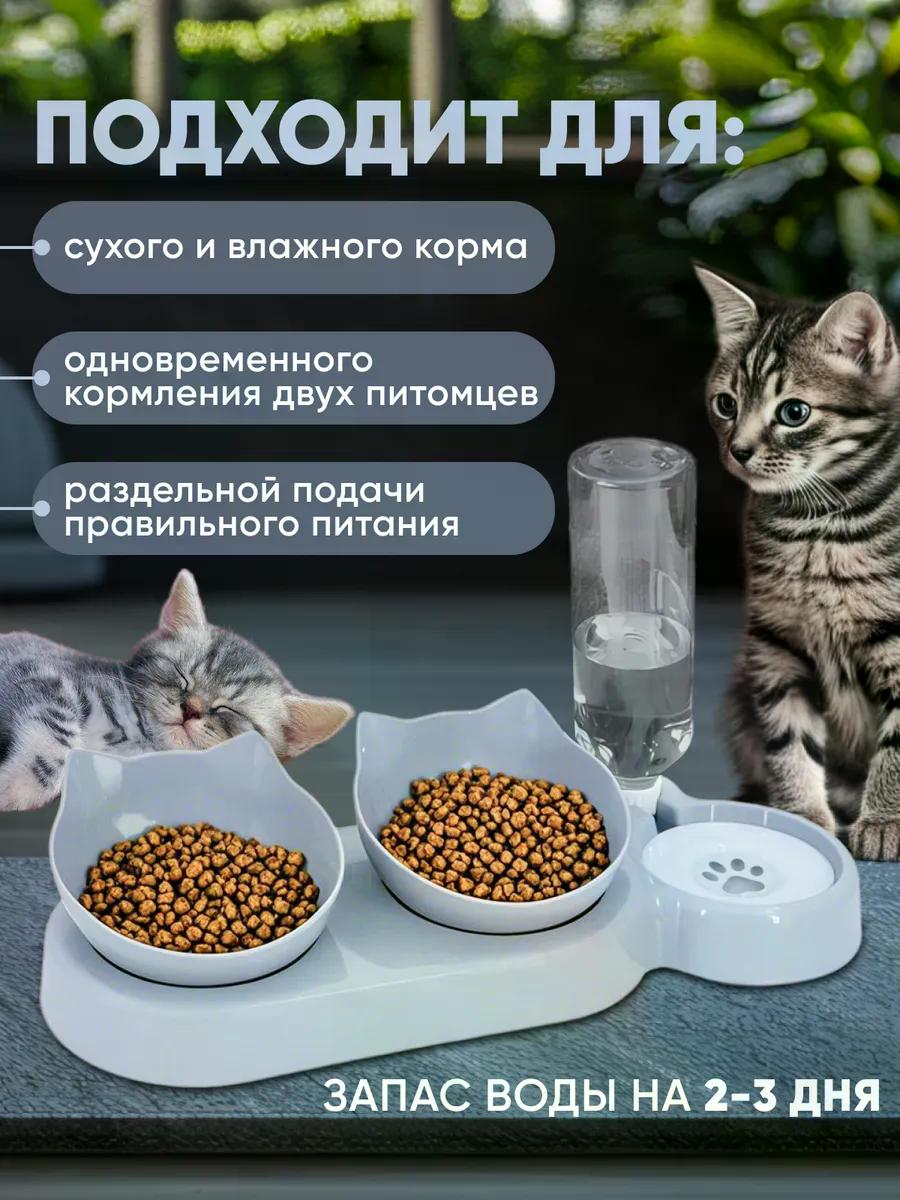 ПОДХОДИТ ДЛЯ:
сухого и влажного корма
одновременного
кормления двух питомцев
раздельной подачи
правильного питания
ЗАПАС ВОДЫ НА 2-3 ДНЯ